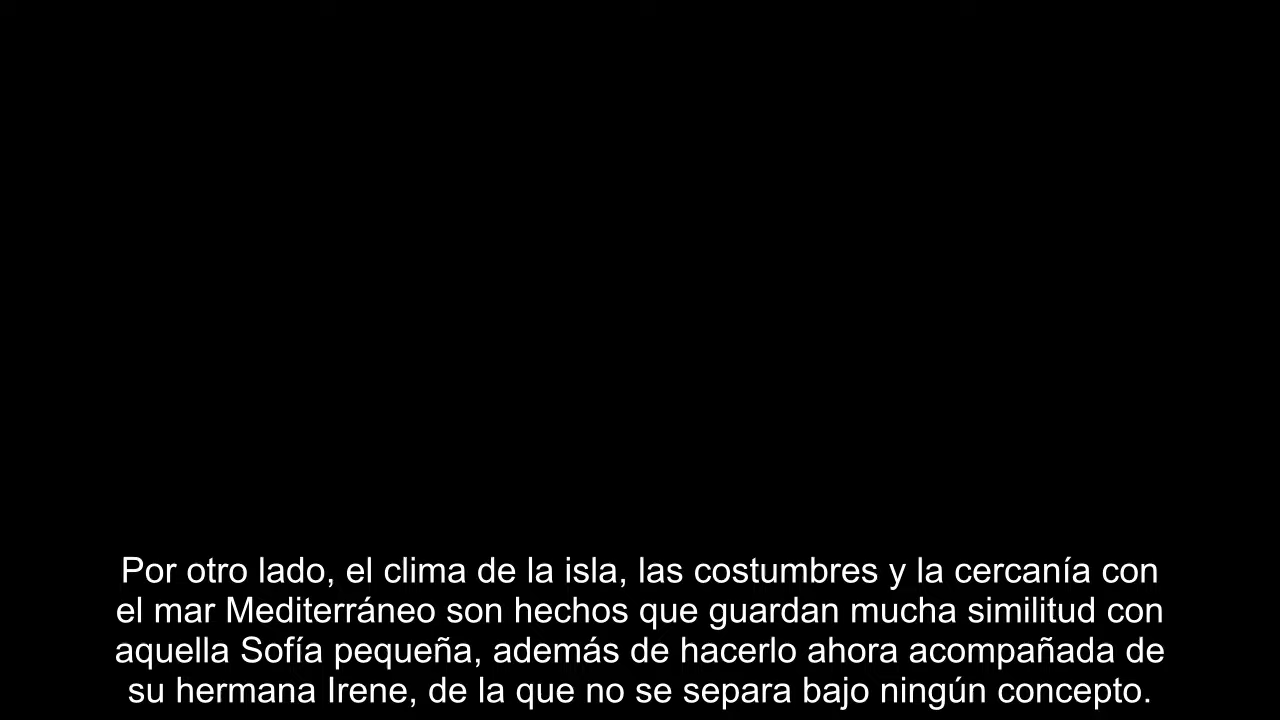 Por otro lado, el clima de la isla, las costumbres y la cercanía con
el mar Mediterráneo son hechos que guardan mucha similitud con
aquella Sofía pequeña, además de hacerlo ahora acompañada de
su hermana Irene, de la que no se separa bajo ningún concepto.